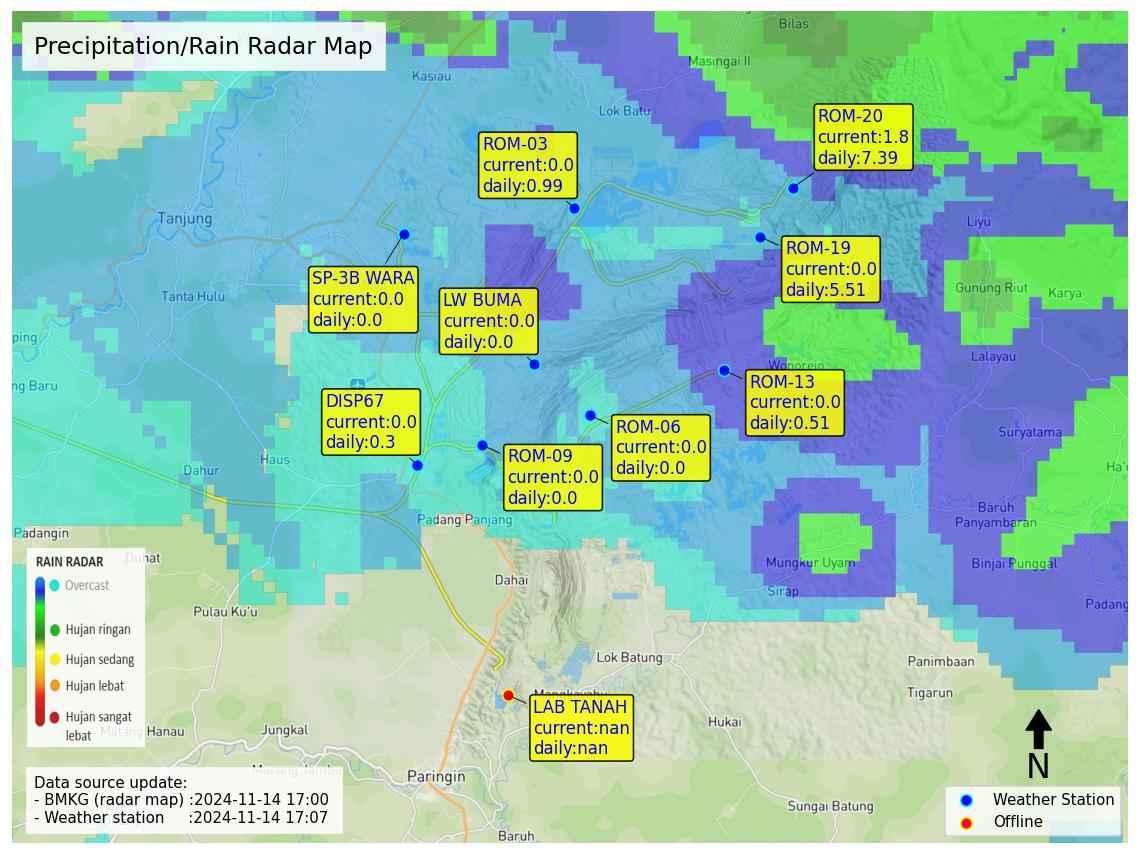 Precipitation/Rain Radar Map
Bilas
Masingai II
Kasiau
Lok Batu
ROM-20
current:1.8
daily:7.39
ROM-03
current:0.0
daily:0.99
Tanjung
Liyu
ROM-19
current:0.0
daily:5.51
SP-3B WARA
current:0.0
daily:0.0
LW BUMA
current:0.0
daily:0.0
Tanta Hulu
Gunung Riut
Karya
ping
Lalayau
Wonorejo
ng Baru
ROM-13
current:0.0
daily:0.51
DISP67
current:0.0
daily:0.3
ROM-06
current:0.0
daily:0.0
Suryatama
ROM-09
current:0.0
daily:0.0
Haus
Dahur
Ha'u
Baruh
Panyambaran
Padang Panjang
Padangin
Mungkur Uyam
Binjai Punggal
RAIN RADAR
Overcast
Hujan ringan
Hujan sedang
Hujan lebat
Hujan sangat
lebat
Dahai
Sirap
Padang
Pulau Ku'u
Lok Batung
Panimbaan
Tigarun
LAB TANAH
current:nan
daily:nan
Hukai
Manau
Jungkal
N
Paringin
Data source update:
- BMKG (radar map) :2024-11-14 17:00
- Weather station :2024-11-14 17:07
Sungai Batung
Baruh
Weather Station
Offline